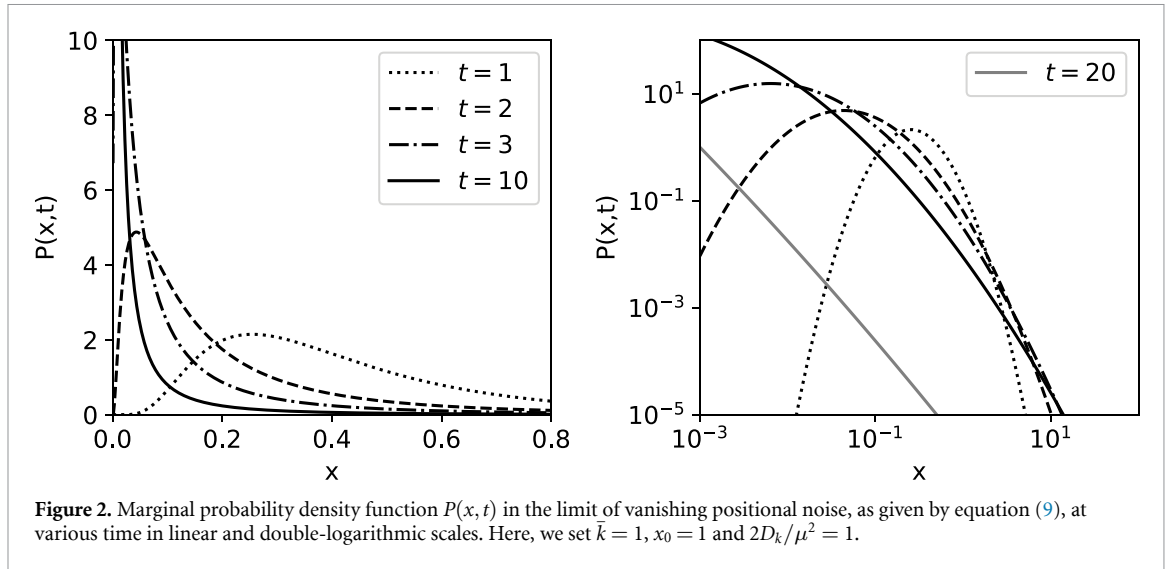 10
8
6
4
2
0
P(x,t)
0.0
0.2
0.4
0.6
0.8
x
t = 1
t = 2
t = 3
t = 10
10¹
10⁻¹
10⁻³
10⁻⁵
P(x,t)
10⁻³
10⁻¹
10¹
x
t = 20
Figure 2. Marginal probability density function P(x, t) in the limit of vanishing positional noise, as given by equation (9), at
various time in linear and double-logarithmic scales. Here, we set k̄ = 1, x₀ = 1 and 2Dₖ/μ² = 1.